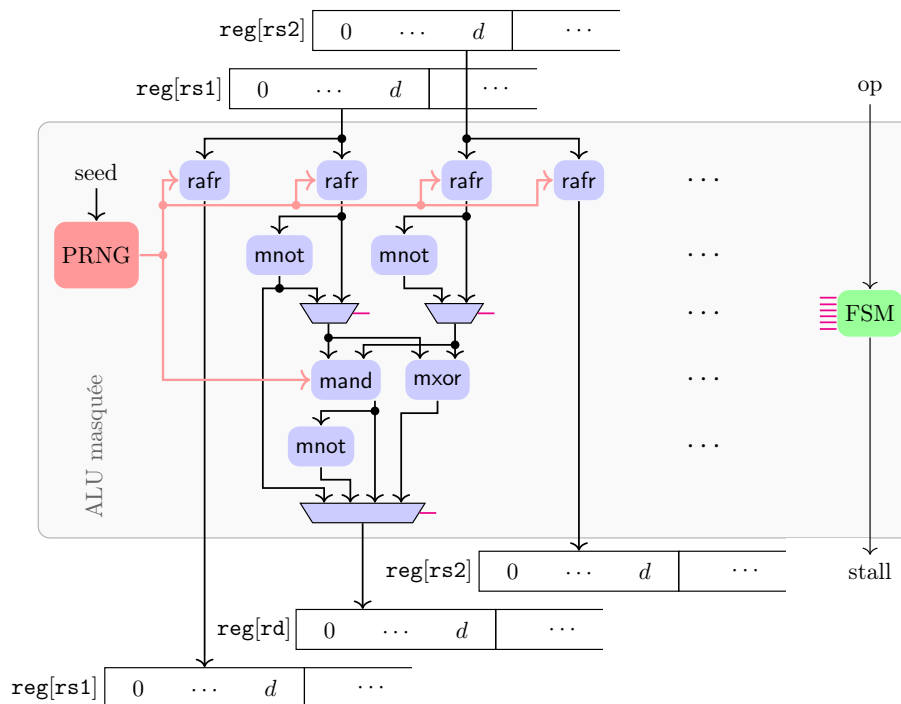 reg[rs2] 0 ··· d ···
reg[rs1] 0 ··· d ···
op
seed
rafr rafr rafr rafr ···
PRNG
mnot mnot ···
··· FSM
mand mxor ···
ALU masquée
mnot ···
reg[rs2] 0 ··· d ···
stall
reg[rd] 0 ··· d ···
reg[rs1] 0 ··· d ···